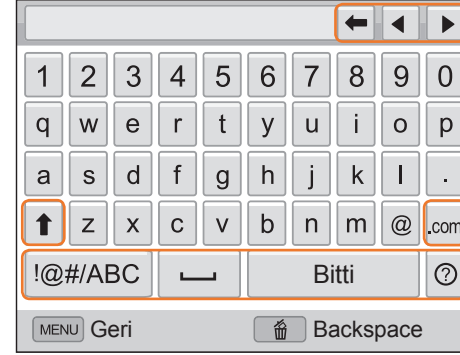 1 2 3 4 5 6 7 8 9 0
q w e r t y u i o p
a s d f g h j k l .
z x c v b n m @ .com
!@#/ABC Bitti ?
MENU Geri Backspace